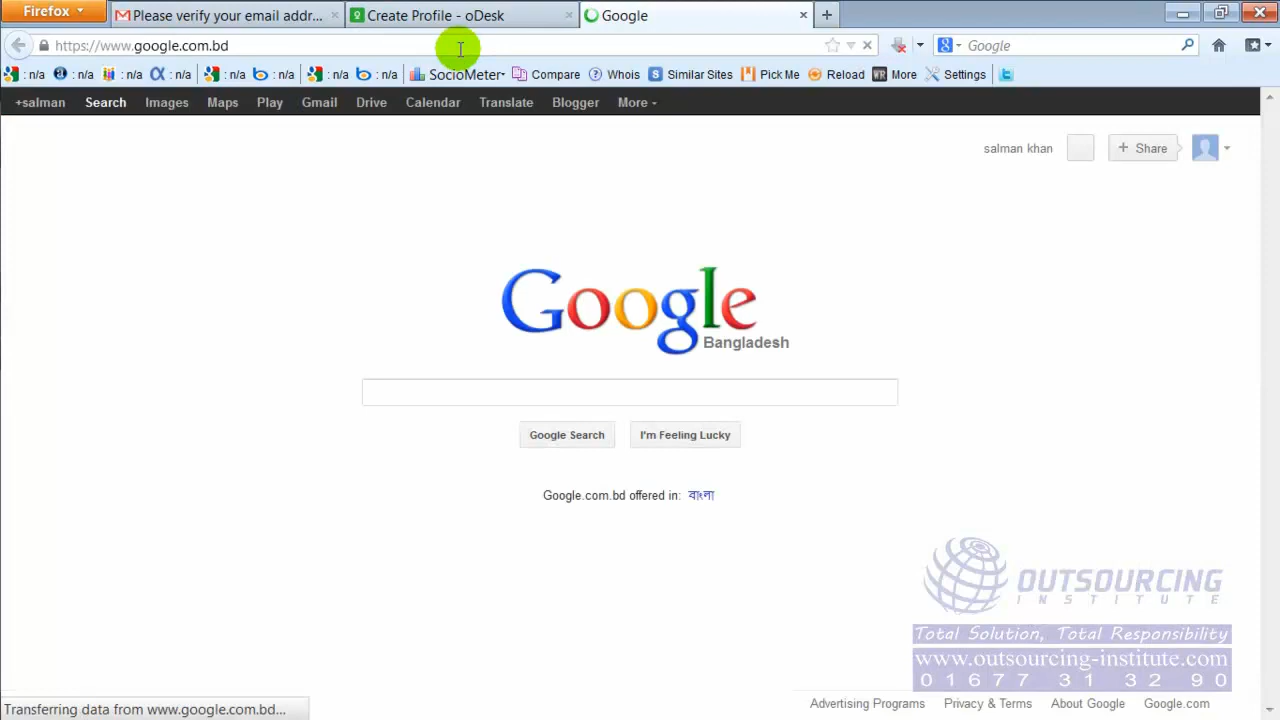 Firefox
Please verify your email addr...
Create Profile - oDesk
Google
https://www.google.com.bd
Google
: n/a : n/a : n/a : n/a : n/a : n/a : n/a : n/a SocioMeter Compare Whois Similar Sites Pick Me Reload More Settings
+salman Search Images Maps Play Gmail Drive Calendar Translate Blogger More
salman khan
+ Share
Google
Bangladesh
Google Search
I'm Feeling Lucky
Google.com.bd offered in: বাংলা
OUTSOURCING
INSTITUTE
Total Solution, Total Responsibility
www.outsourcing-institute.com
01677 31 32 90
Transferring data from www.google.com.bd...
Advertising Programs Privacy & Terms About Google Google.com